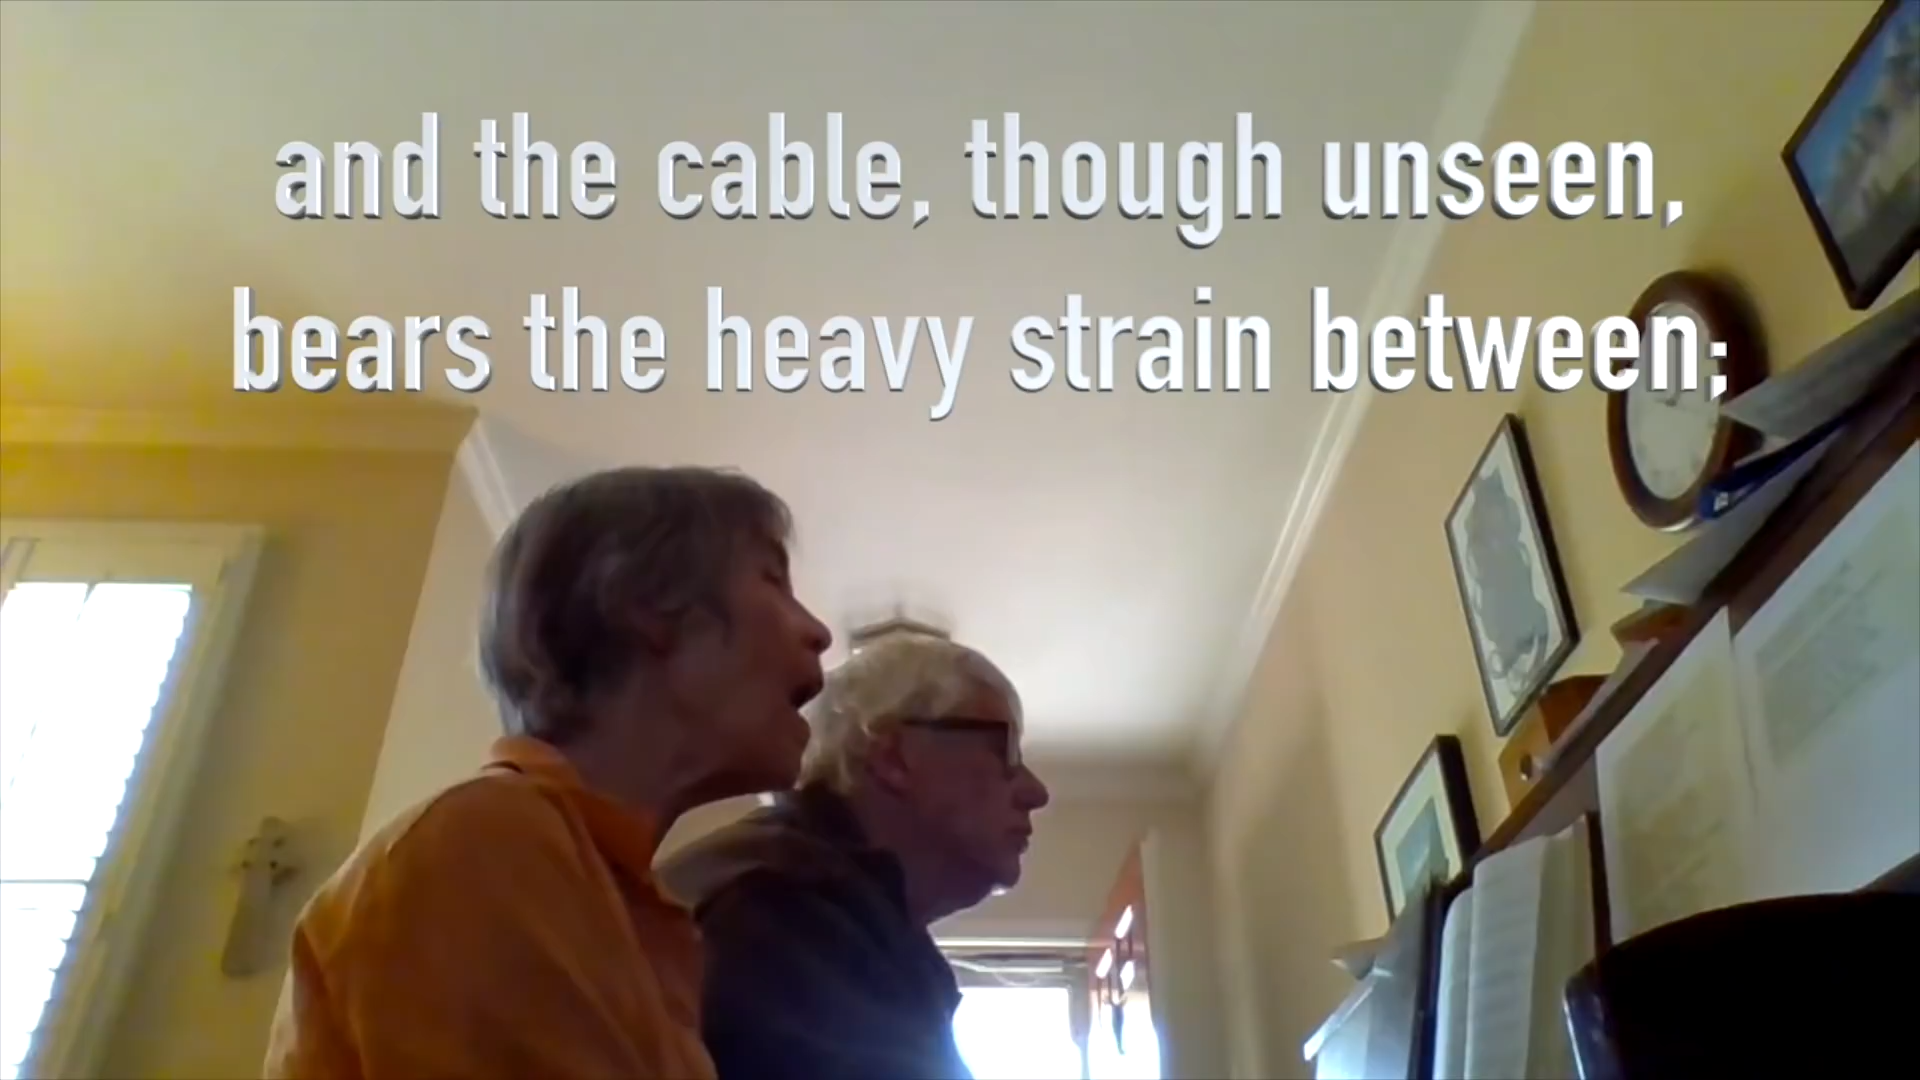 and the cable, though unseen,
bears the heavy strain between;